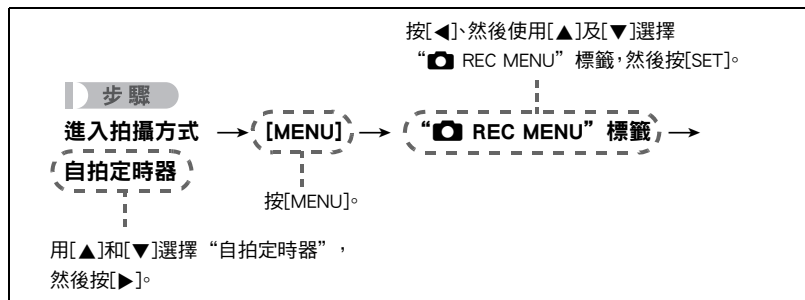 按[◀]、然後使用[▲]及[▼]選擇
“📷 REC MENU”標籤,然後按[SET]。
步驟
進入拍攝方式 → [MENU] → “📷 REC MENU”標籤 →
自拍定時器
按[MENU]。
用[▲]和[▼]選擇“自拍定時器”,
然後按[▶]。